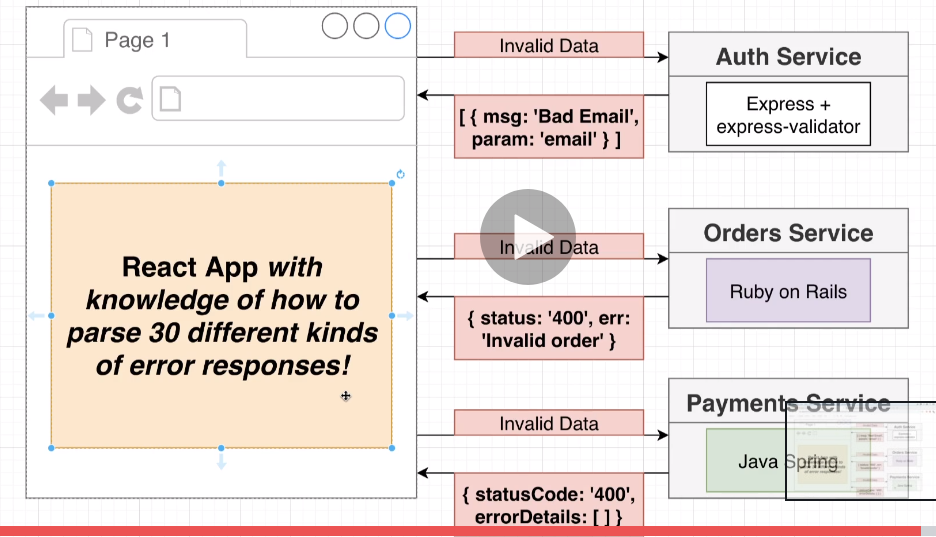 Page 1
React App with
knowledge of how to
parse 30 different kinds
of error responses!
Invalid Data
[ { msg: 'Bad Email',
param: 'email' } ]
Auth Service
Express +
express-validator
Invalid Data
{ status: '400', err:
'Invalid order' }
Orders Service
Ruby on Rails
Invalid Data
{ statusCode: '400',
errorDetails: [ ] }
Payments Service
Java Spring